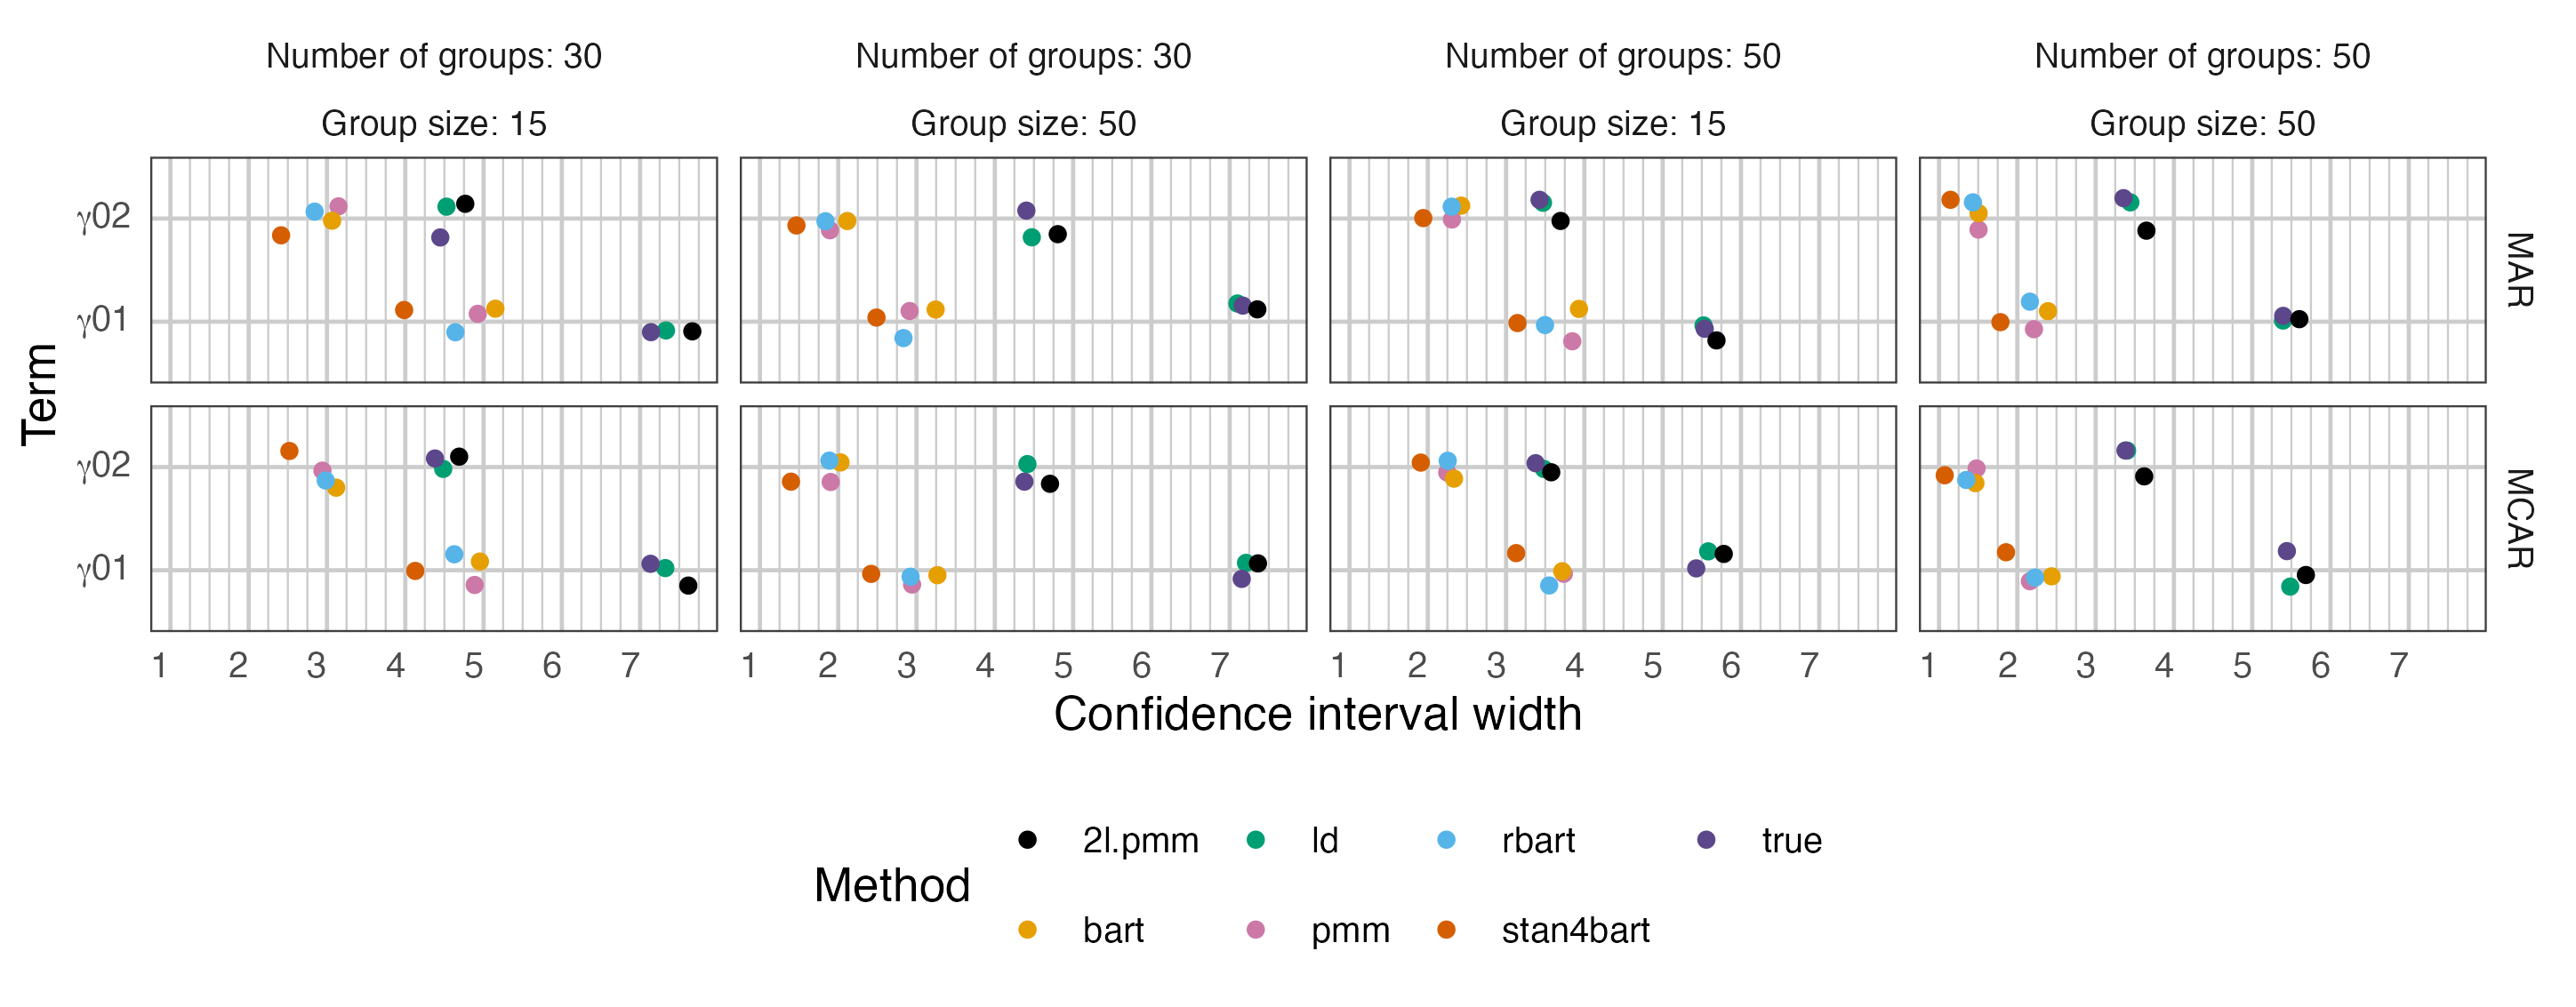 Number of groups: 30 Number of groups: 30 Number of groups: 50 Number of groups: 50
Group size: 15 Group size: 50 Group size: 15 Group size: 50
γ02
γ01
MAR
γ02
γ01
MCAR
Term
1 2 3 4 5 6 7 1 2 3 4 5 6 7 1 2 3 4 5 6 7 1 2 3 4 5 6 7
Confidence interval width
Method
2l.pmm ld rbart true
bart pmm stan4bart